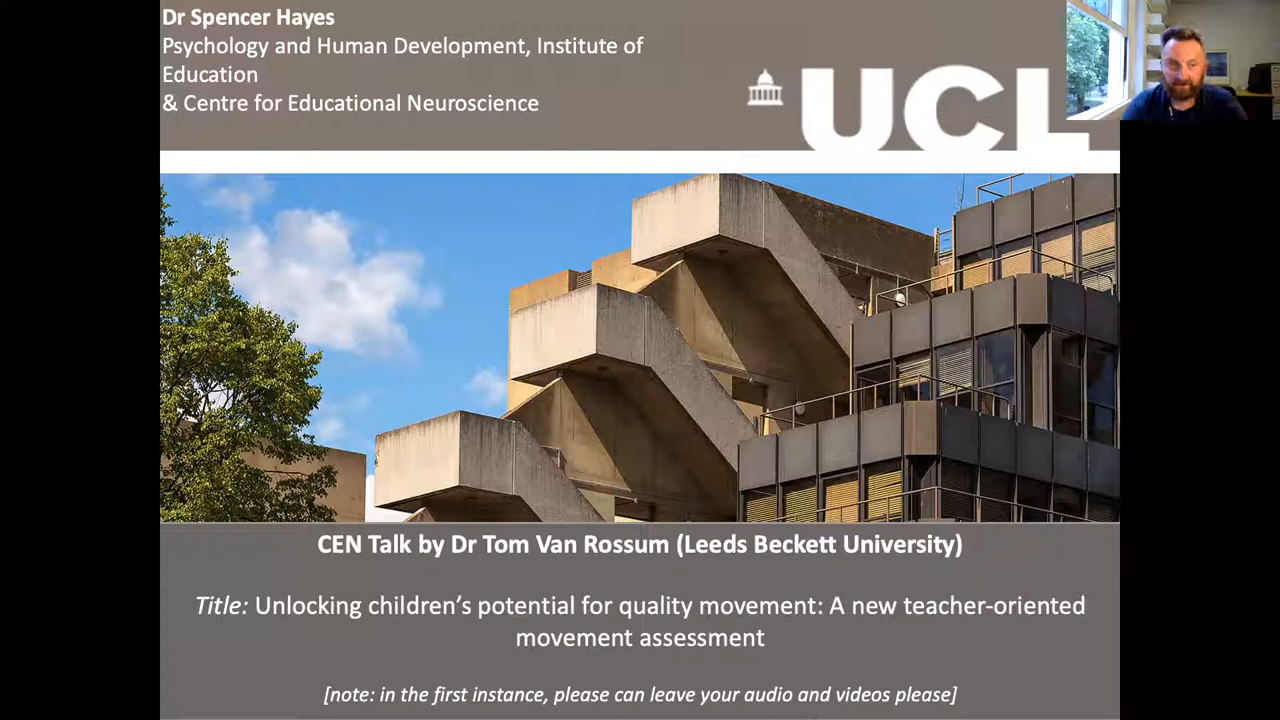 Dr Spencer Hayes
Psychology and Human Development, Institute of
Education
& Centre for Educational Neuroscience
UCL
CEN Talk by Dr Tom Van Rossum (Leeds Beckett University)
Title: Unlocking children’s potential for quality movement: A new teacher-oriented
movement assessment
[note: in the first instance, please can leave your audio and videos please]